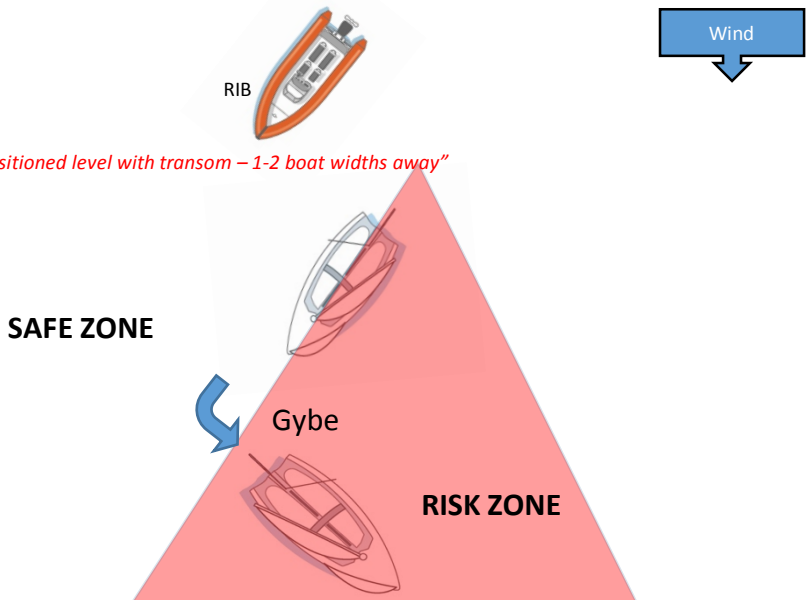 Wind
RIB
sitioned level with transom – 1-2 boat widths away”
SAFE ZONE
Gybe
RISK ZONE